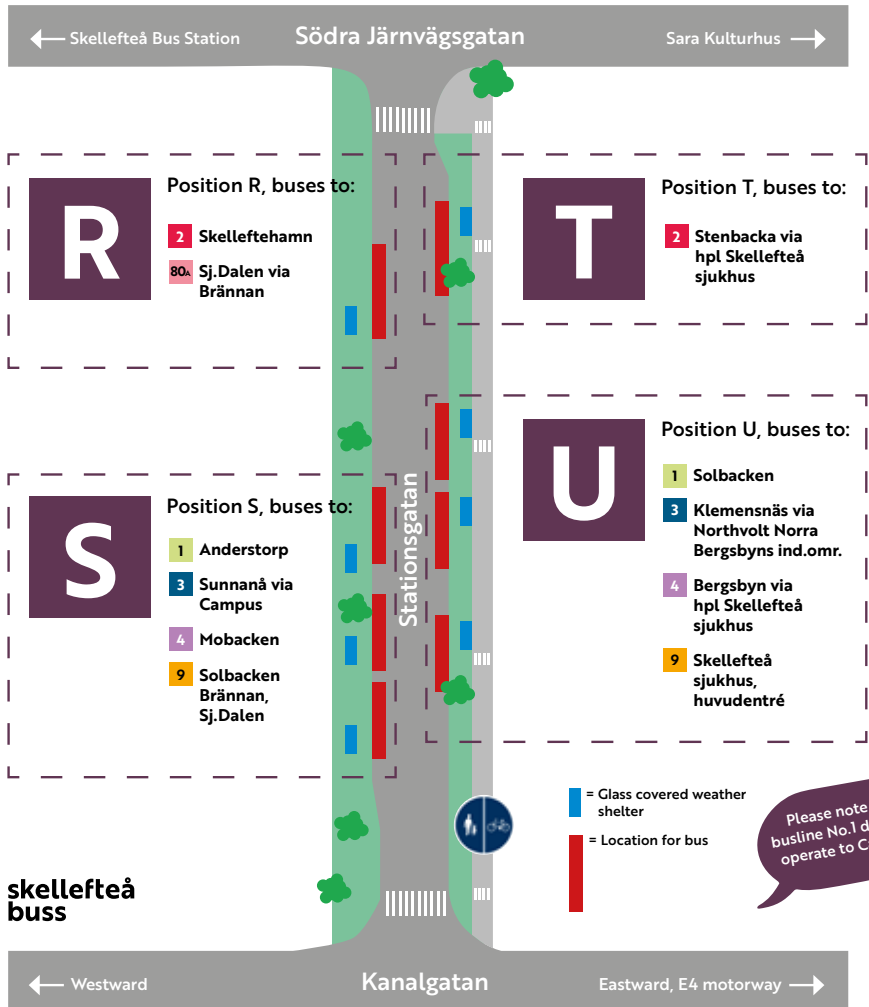 Skellefteå Bus Station
Södra Järnvägsgatan
Sara Kulturhus
R
Position R, buses to:
2 Skelleftehamn
80A Sj.Dalen via
Brännan
T
Position T, buses to:
2 Stenbacka via
hpl Skellefteå
sjukhus
S
Position S, buses to:
1 Anderstorp
3 Sunnanå via
Campus
4 Mobacken
9 Solbacken
Brännan,
Sj.Dalen
Stationsgatan
U
Position U, buses to:
1 Solbacken
3 Klemensnäs via
Northvolt Norra
Bergsbyns ind.omr.
4 Bergsbyn via
hpl Skellefteå
sjukhus
9 Skellefteå
sjukhus,
huvudentré
= Glass covered weather
shelter
= Location for bus
Please note
busline No.1
operate to
skellefteå
buss
Westward
Kanalgatan
Eastward, E4 motorway